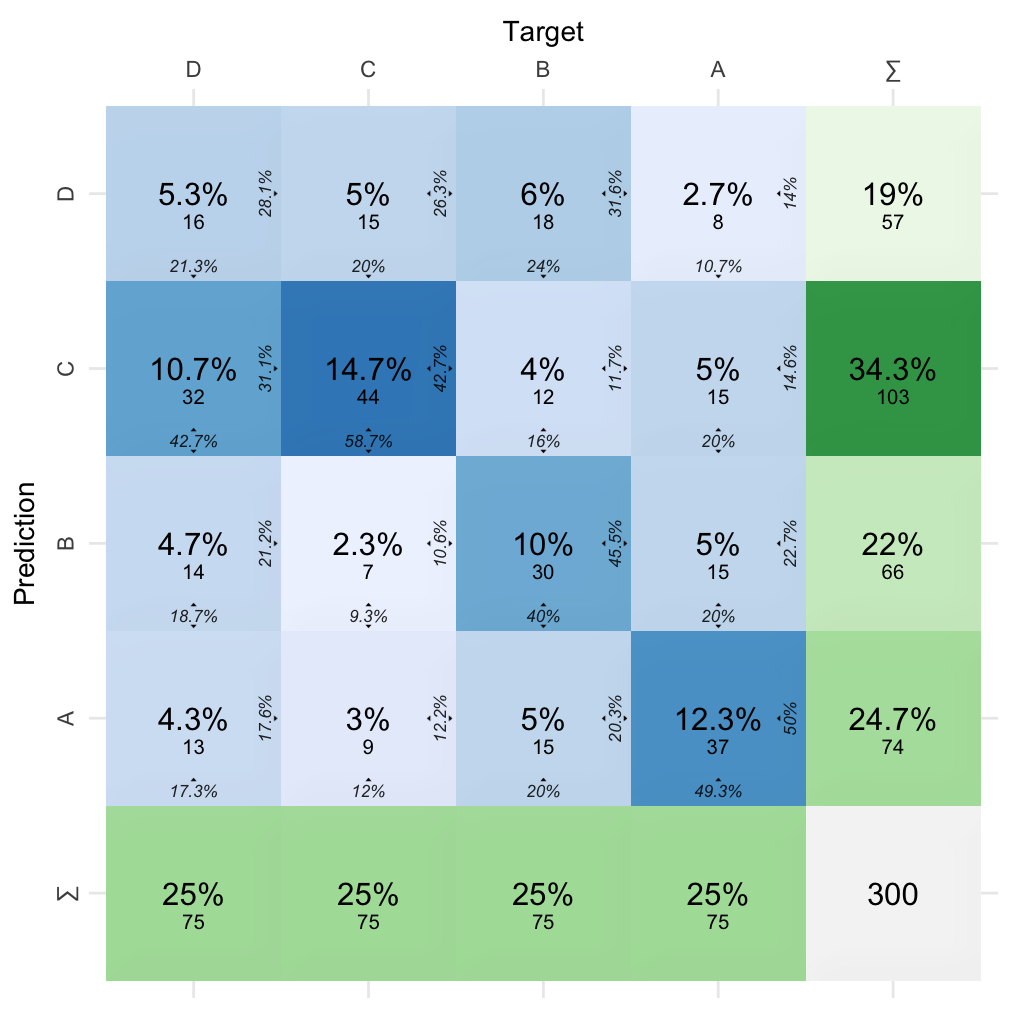 Target
D C B A ∑
Prediction
D
5.3% 5% 6% 2.7% 19%
28.1% 26.3% 31.6% 14%
16 15 18 8 57
21.3% 20% 24% 10.7%
C
10.7% 14.7% 4% 5% 34.3%
31.1% 42.7% 11.7% 14.6%
32 44 12 15 103
42.7% 58.7% 16% 20%
B
4.7% 2.3% 10% 5% 22%
21.2% 10.6% 45.5% 22.7%
14 7 30 15 66
18.7% 9.3% 40% 20%
A
4.3% 3% 5% 12.3% 24.7%
17.6% 12.2% 20.3% 50%
13 9 15 37 74
17.3% 12% 20% 49.3%
∑
25% 25% 25% 25% 300
75 75 75 75